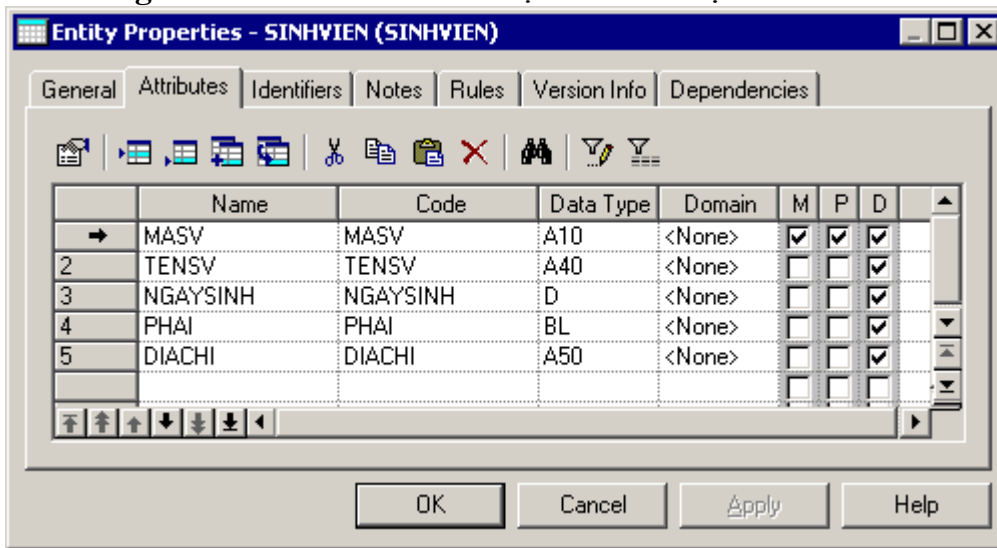 Entity Properties - SINHVIEN (SINHVIEN)
General Attributes Identifiers Notes Rules Version Info Dependencies
Name Code Data Type Domain M P D
MASV MASV A10 <None>
2 TENSV TENSV A40 <None>
3 NGAYSINH NGAYSINH D <None>
4 PHAI PHAI BL <None>
5 DIACHI DIACHI A50 <None>
OK Cancel Apply Help